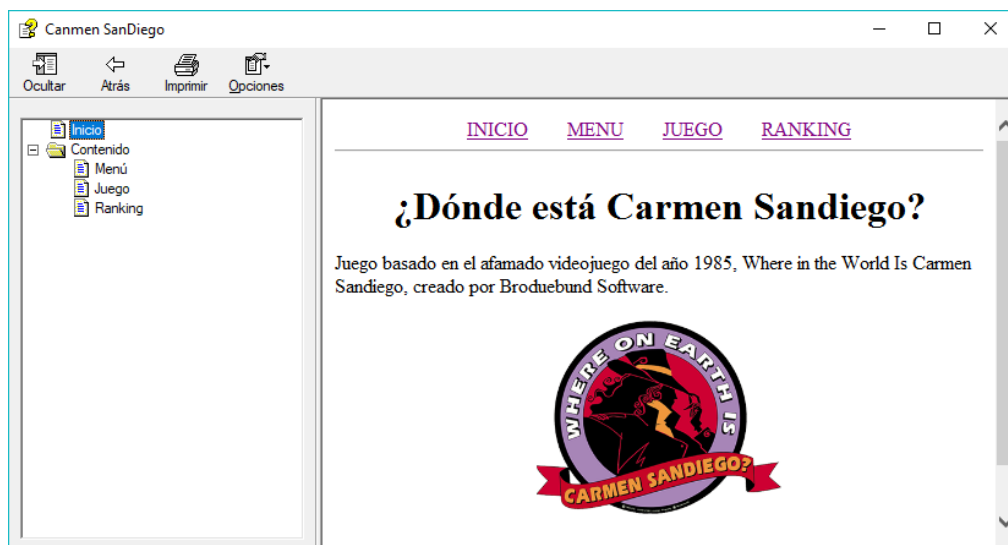 Canmen SanDiego
Ocultar Atrás Imprimir Opciones
Inicio
Contenido
Menú
Juego
Ranking
INICIO MENU JUEGO RANKING
¿Dónde está Carmen Sandiego?
Juego basado en el afamado videojuego del año 1985, Where in the World Is Carmen
Sandiego, creado por Broduebund Software.
WHERE ON EARTH IS
CARMEN SANDIEGO?